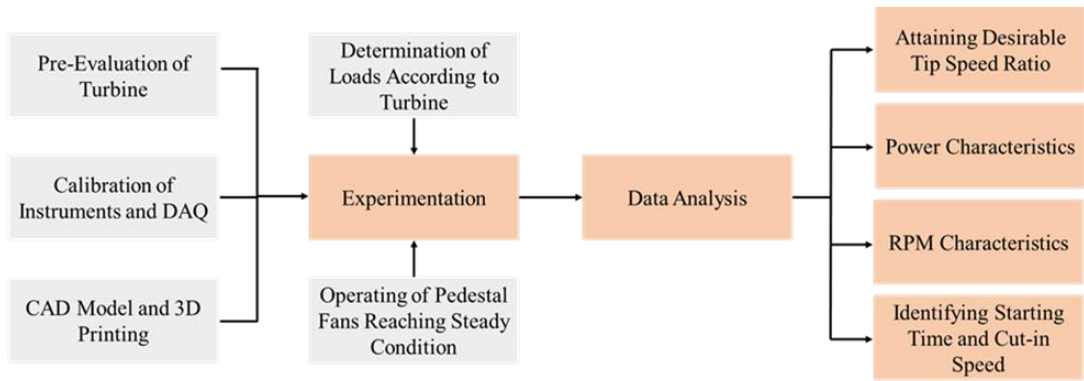 Pre-Evaluation of
Turbine
Calibration of
Instruments and DAQ
CAD Model and 3D
Printing
Determination of
Loads According to
Turbine
Experimentation
Operating of Pedestal
Fans Reaching Steady
Condition
Data Analysis
Attaining Desirable
Tip Speed Ratio
Power Characteristics
RPM Characteristics
Identifying Starting
Time and Cut-in
Speed